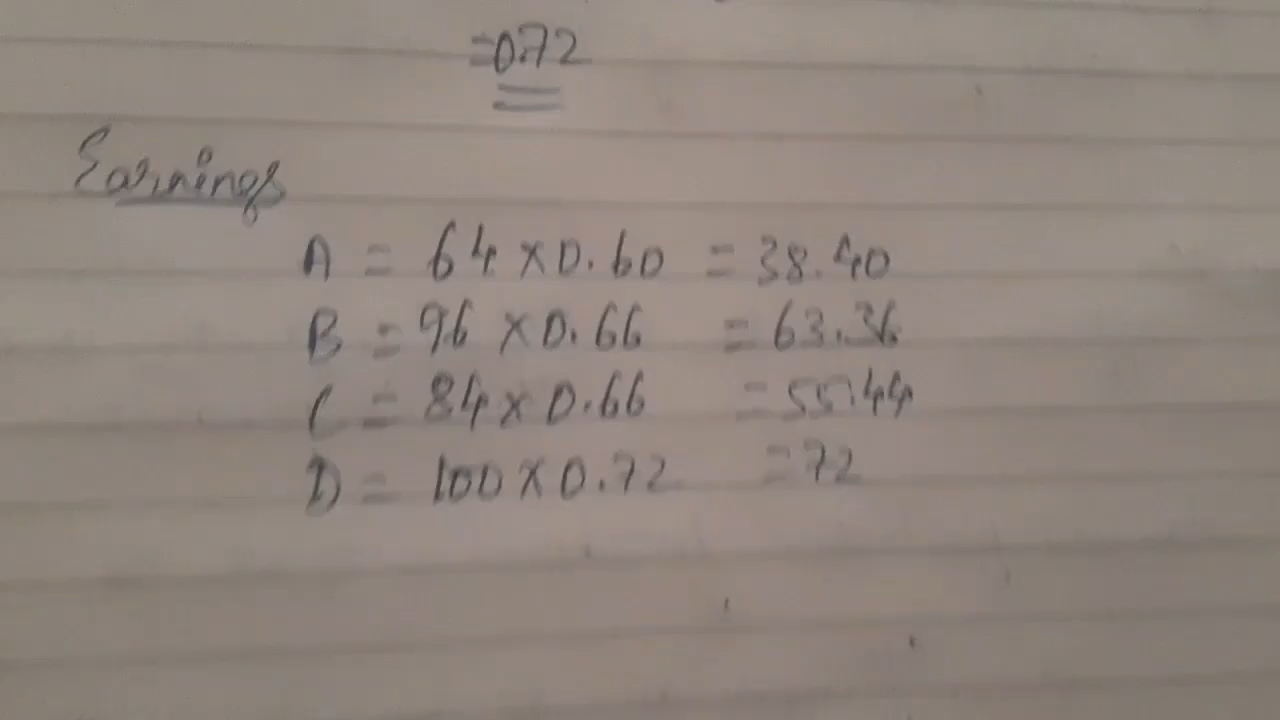 =0.72
Earnings
A = 64 × 0.60 = 38.40
B = 96 × 0.66 = 63.36
C = 84 × 0.66 = 55.44
D = 100 × 0.72 = 72